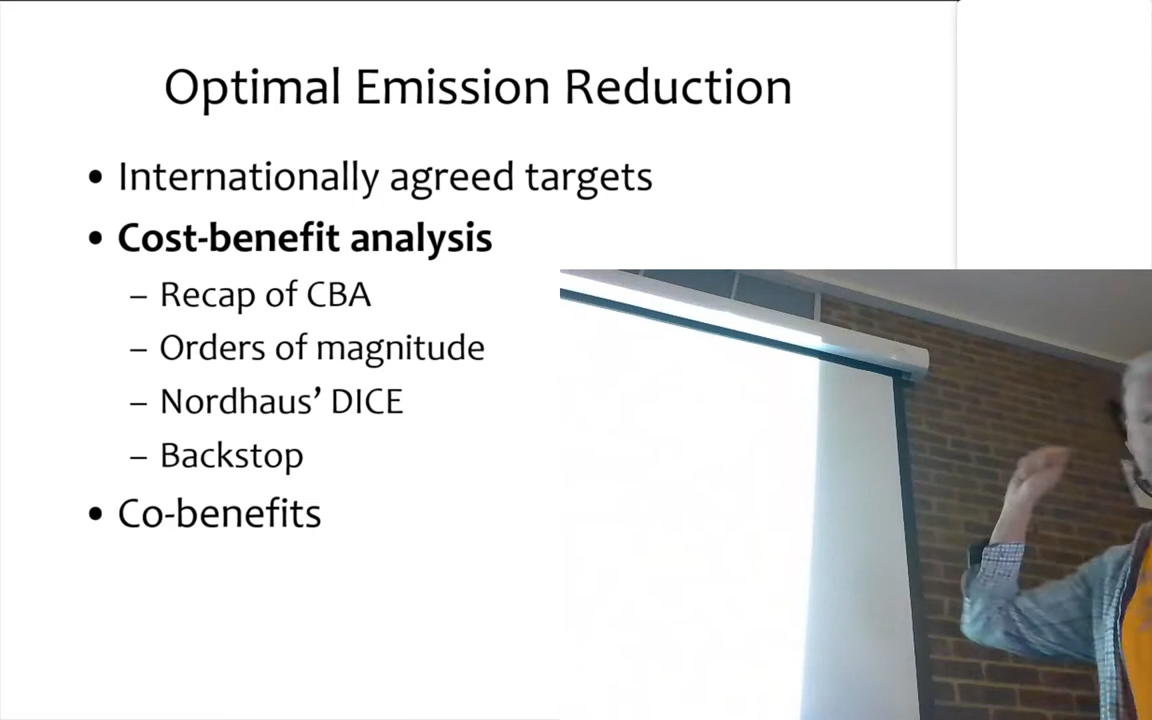 Optimal Emission Reduction
• Internationally agreed targets
• Cost-benefit analysis
– Recap of CBA
– Orders of magnitude
– Nordhaus’ DICE
– Backstop
• Co-benefits